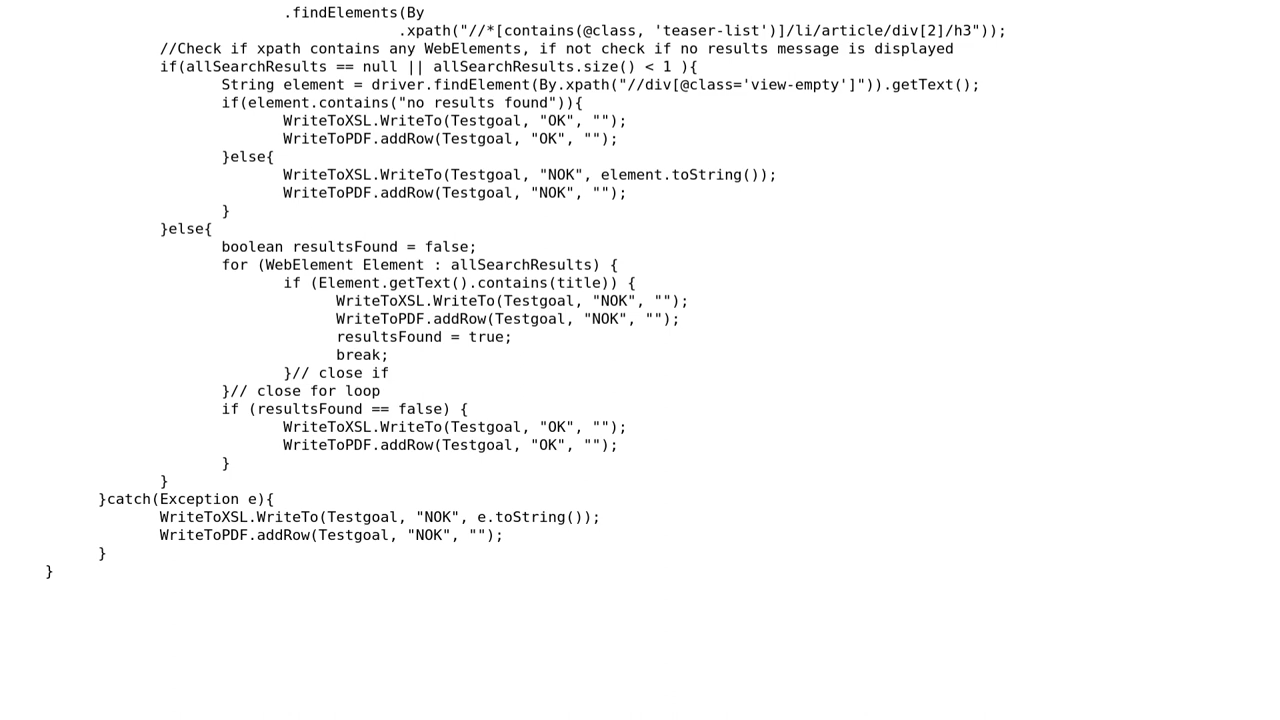 .findElements(By
.xpath("//*[contains(@class, 'teaser-list')]/li/article/div[2]/h3"));
//Check if xpath contains any WebElements, if not check if no results message is displayed
if(allSearchResults == null || allSearchResults.size() < 1 ){
String element = driver.findElement(By.xpath("//div[@class='view-empty']")).getText();
if(element.contains("no results found")){
WriteToXSL.WriteTo(Testgoal, "OK", "");
WriteToPDF.addRow(Testgoal, "OK", "");
}else{
WriteToXSL.WriteTo(Testgoal, "NOK", element.toString());
WriteToPDF.addRow(Testgoal, "NOK", "");
}
}else{
boolean resultsFound = false;
for (WebElement Element : allSearchResults) {
if (Element.getText().contains(title)) {
WriteToXSL.WriteTo(Testgoal, "NOK", "");
WriteToPDF.addRow(Testgoal, "NOK", "");
resultsFound = true;
break;
}// close if
}// close for loop
if (resultsFound == false) {
WriteToXSL.WriteTo(Testgoal, "OK", "");
WriteToPDF.addRow(Testgoal, "OK", "");
}
}
}catch(Exception e){
WriteToXSL.WriteTo(Testgoal, "NOK", e.toString());
WriteToPDF.addRow(Testgoal, "NOK", "");
}
}